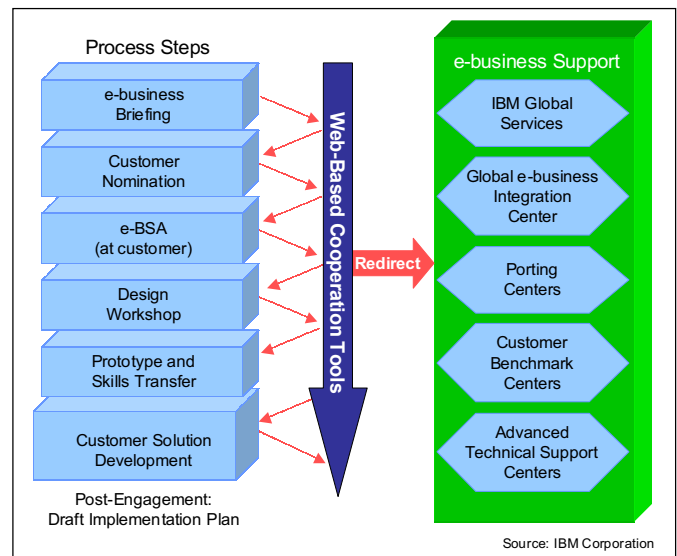 Process Steps
e-business
Briefing
Customer
Nomination
e-BSA
(at customer)
Design
Workshop
Prototype and
Skills Transfer
Customer Solution
Development
Post-Engagement:
Draft Implementation Plan
Web-Based Cooperation Tools
Redirect
e-business Support
IBM Global
Services
Global e-business
Integration
Center
Porting
Centers
Customer
Benchmark
Centers
Advanced
Technical Support
Centers
Source: IBM Corporation